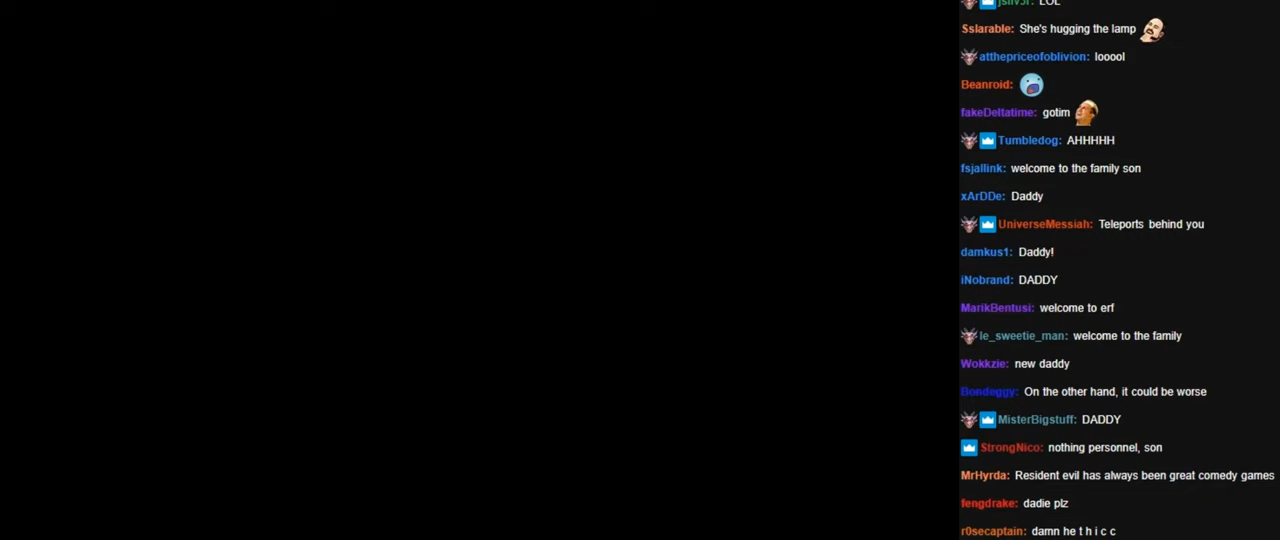 jsilv3r: LOL
Sslarable: She's hugging the lamp
atthepriceofoblivion: looool
Beanroid:
fakeDeltatime: gotim
Tumbledog: AHHHHH
fsjallink: welcome to the family son
xArDDe: Daddy
UniverseMessiah: Teleports behind you
damkus1: Daddy!
iNobrand: DADDY
MarikBentusi: welcome to erf
le_sweetie_man: welcome to the family
Wokkzie: new daddy
Bondeggy: On the other hand, it could be worse
MisterBigstuff: DADDY
StrongNico: nothing personnel, son
MrHyrda: Resident evil has always been great comedy games
fengdrake: dadie plz
r0secaptain: damn he t h i c c